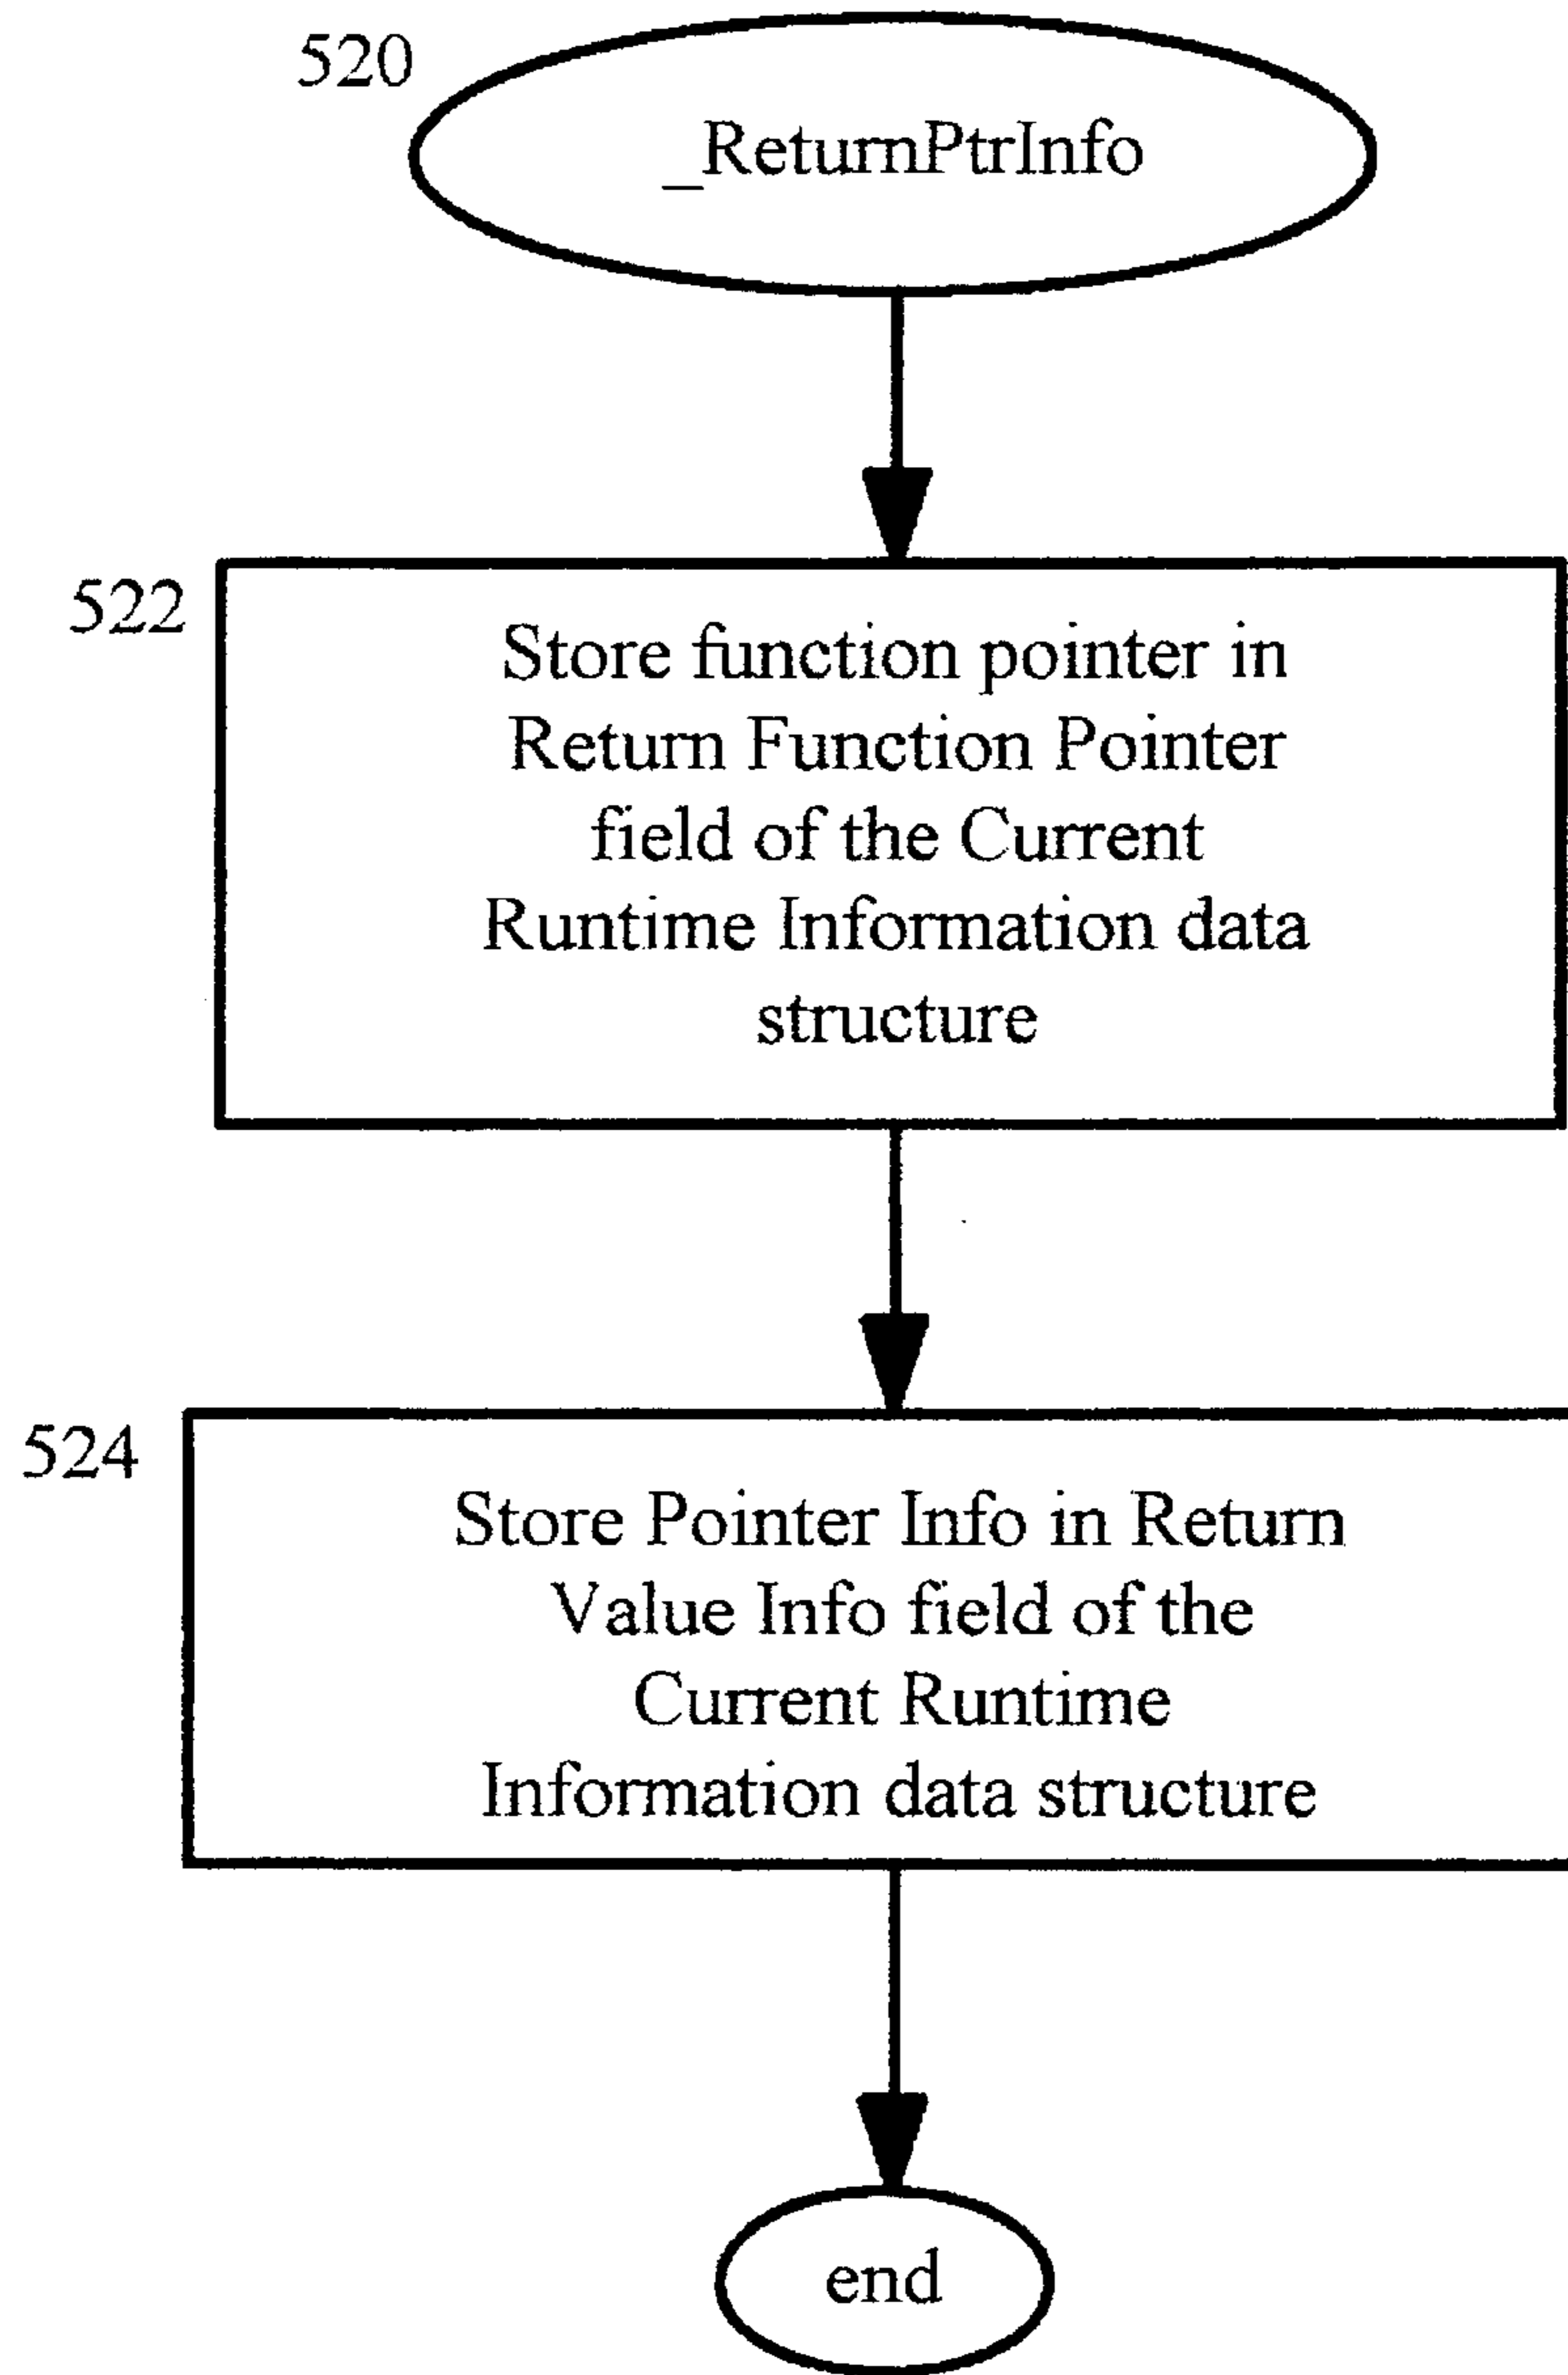 520
_ReturnPtrInfo
522
Store function pointer in
Return Function Pointer
field of the Current
Runtime Information data
structure
524
Store Pointer Info in Return
Value Info field of the
Current Runtime
Information data structure
end